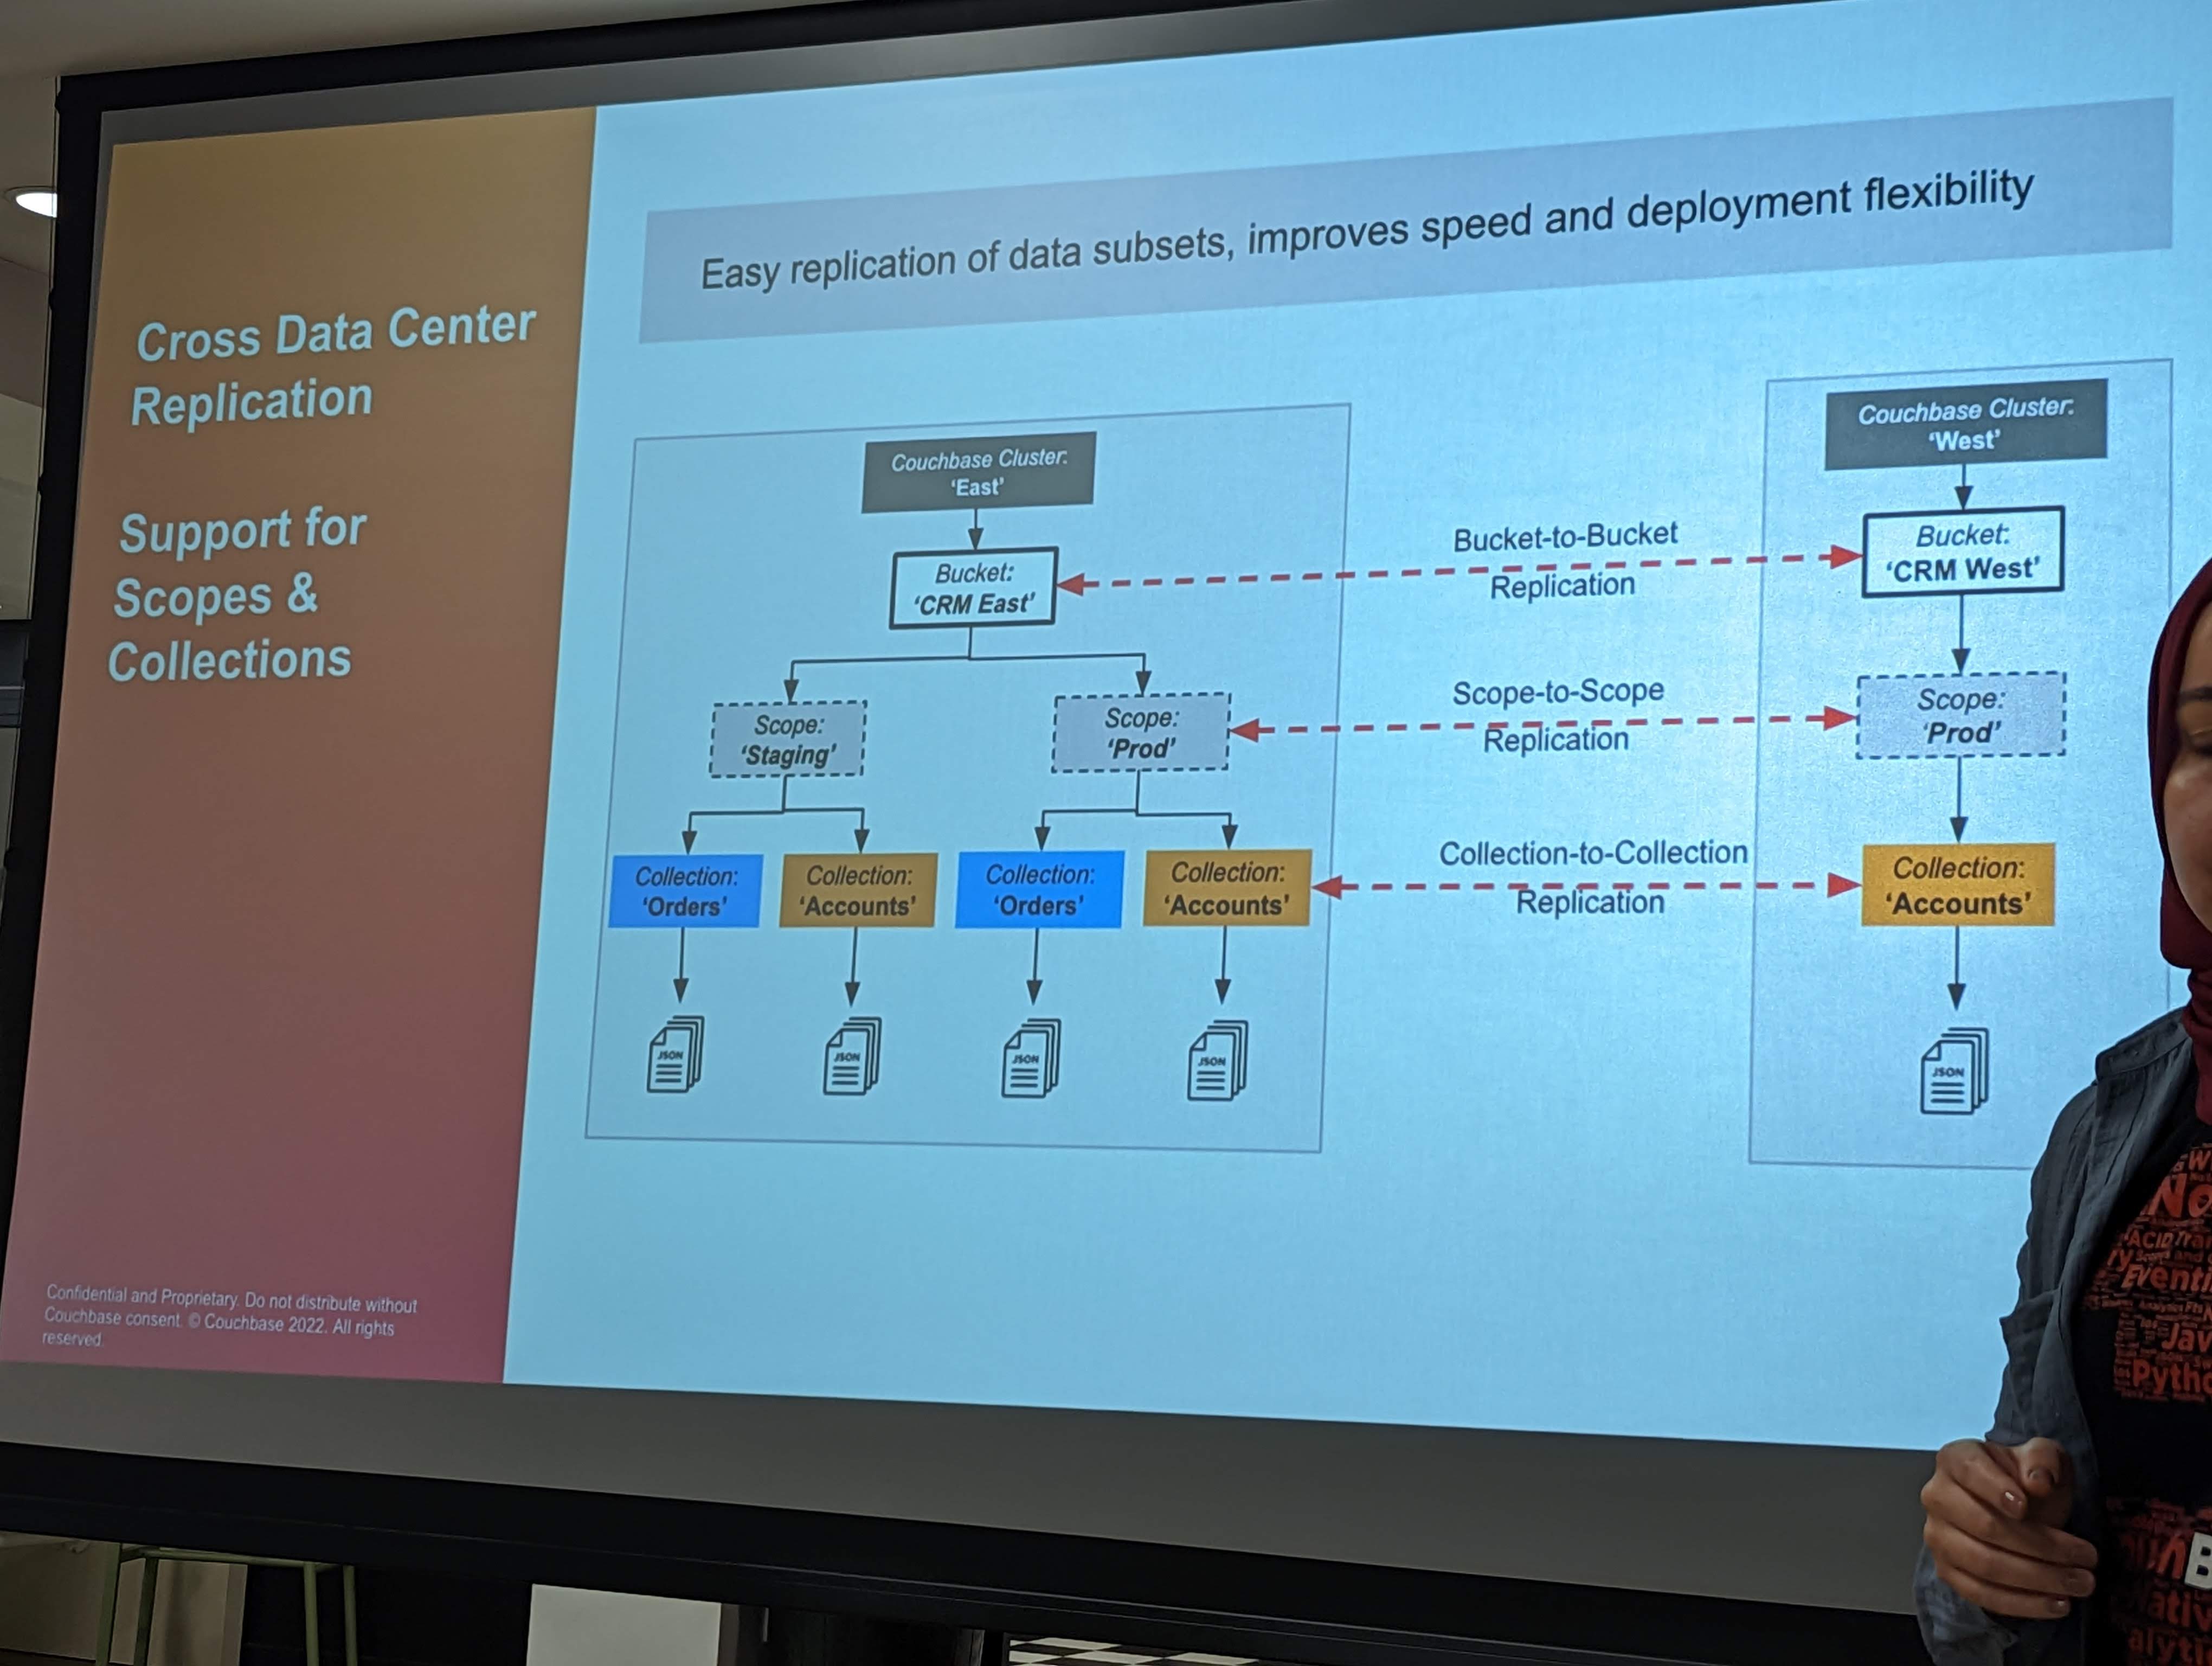 Cross Data Center
Replication
Support for
Scopes &
Collections
Confidential and Proprietary. Do not distribute without
Couchbase consent. © Couchbase 2022. All rights
reserved.
Easy replication of data subsets, improves speed and deployment flexibility
Couchbase Cluster:
‘East’
Bucket:
‘CRM East’
Scope:
‘Staging’
Scope:
‘Prod’
Collection:
‘Orders’
Collection:
‘Accounts’
Collection:
‘Orders’
Collection:
‘Accounts’
JSON
JSON
JSON
JSON
Bucket-to-Bucket
Replication
Scope-to-Scope
Replication
Collection-to-Collection
Replication
Couchbase Cluster:
‘West’
Bucket:
‘CRM West’
Scope:
‘Prod’
Collection:
‘Accounts’
JSON
ACID